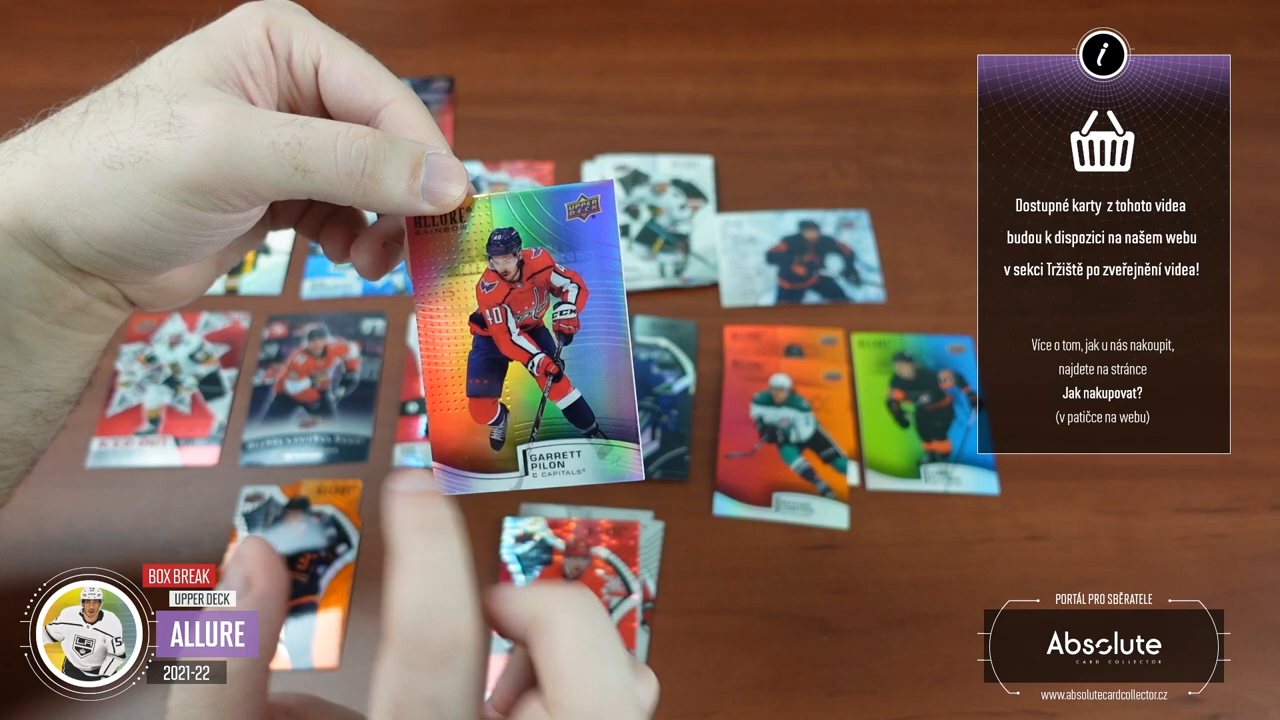 ALLURE
RAINBOW
UPPER DECK
40
CCM
GARRETT
PILON
C CAPITALS
i
Dostupné karty z tohoto videa
budou k dispozici na našem webu
v sekci Tržiště po zveřejnění videa!
Více o tom, jak u nás nakoupit,
najdete na stránce
Jak nakupovat?
(v patičce na webu)
BOX BREAK
UPPER DECK
ALLURE
2021-22
PORTÁL PRO SBĚRATELE
Absolute
CARD COLLECTOR
www.absolutecardcollector.cz